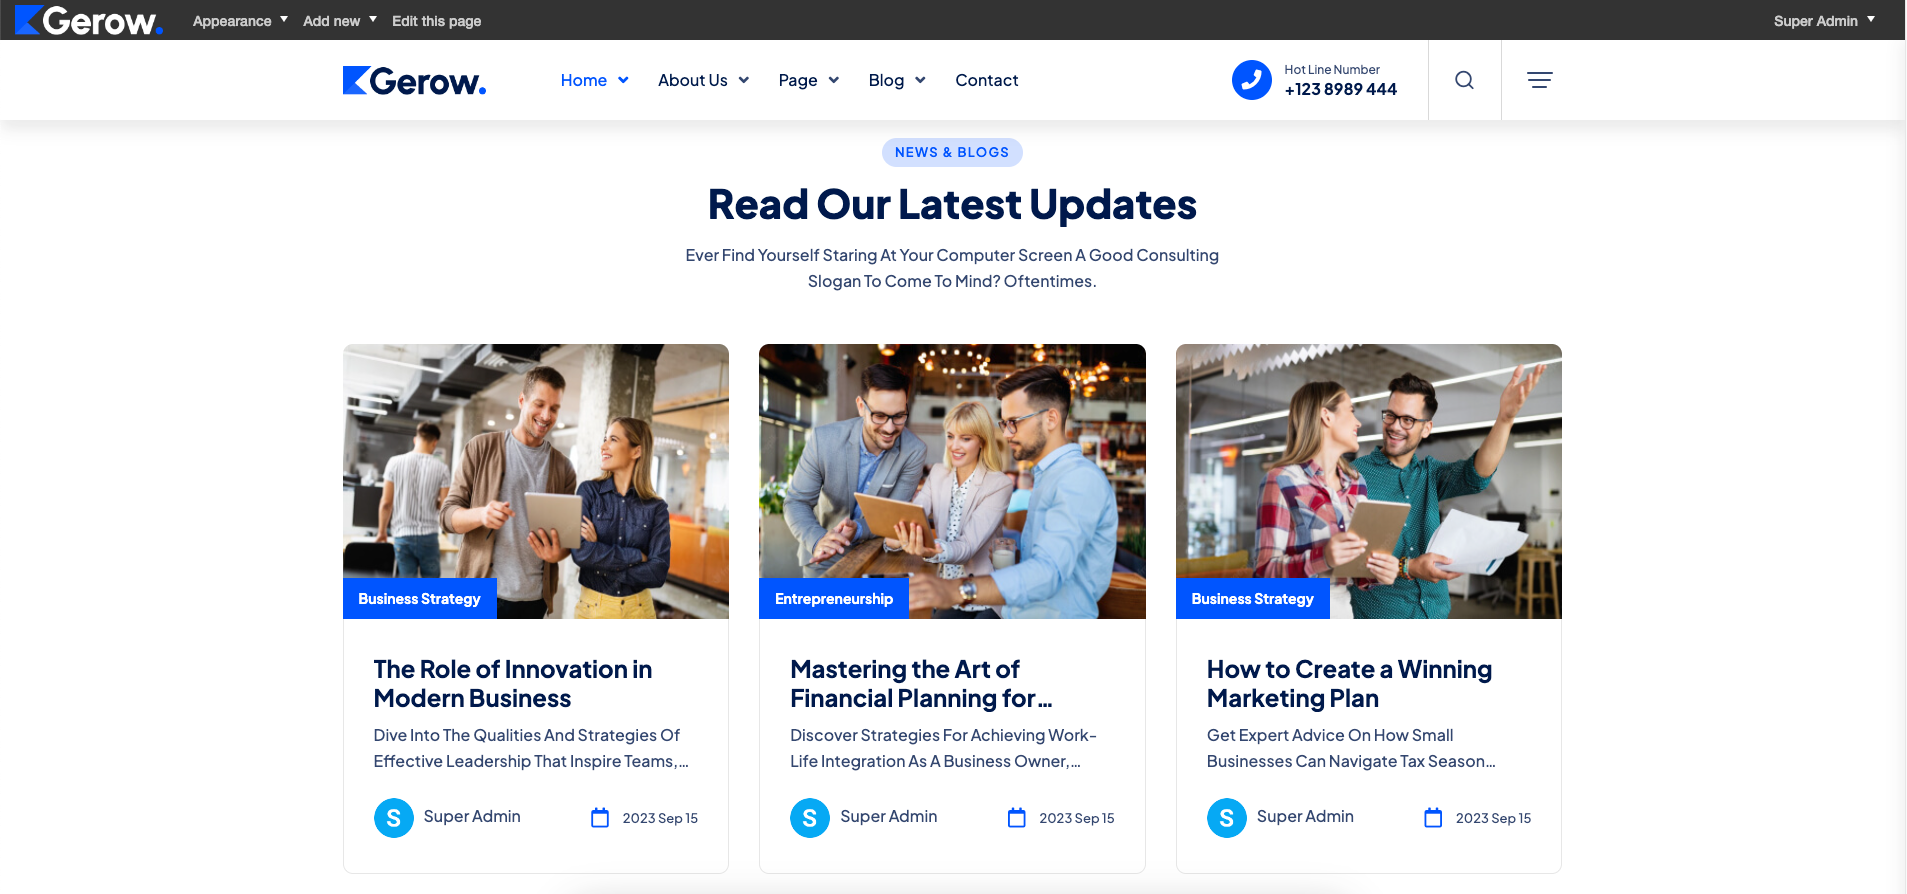 Gerow.
Appearance
Add new
Edit this page
Super Admin
Gerow.
Home
About Us
Page
Blog
Contact
Hot Line Number
+123 8989 444
NEWS & BLOGS
Read Our Latest Updates
Ever Find Yourself Staring At Your Computer Screen A Good Consulting
Slogan To Come To Mind? Oftentimes.
Business Strategy
The Role of Innovation in
Modern Business
Dive Into The Qualities And Strategies Of
Effective Leadership That Inspire Teams,...
S
Super Admin
2023 Sep 15
Entrepreneurship
Mastering the Art of
Financial Planning for...
Discover Strategies For Achieving Work-
Life Integration As A Business Owner,...
S
Super Admin
2023 Sep 15
Business Strategy
How to Create a Winning
Marketing Plan
Get Expert Advice On How Small
Businesses Can Navigate Tax Season...
S
Super Admin
2023 Sep 15